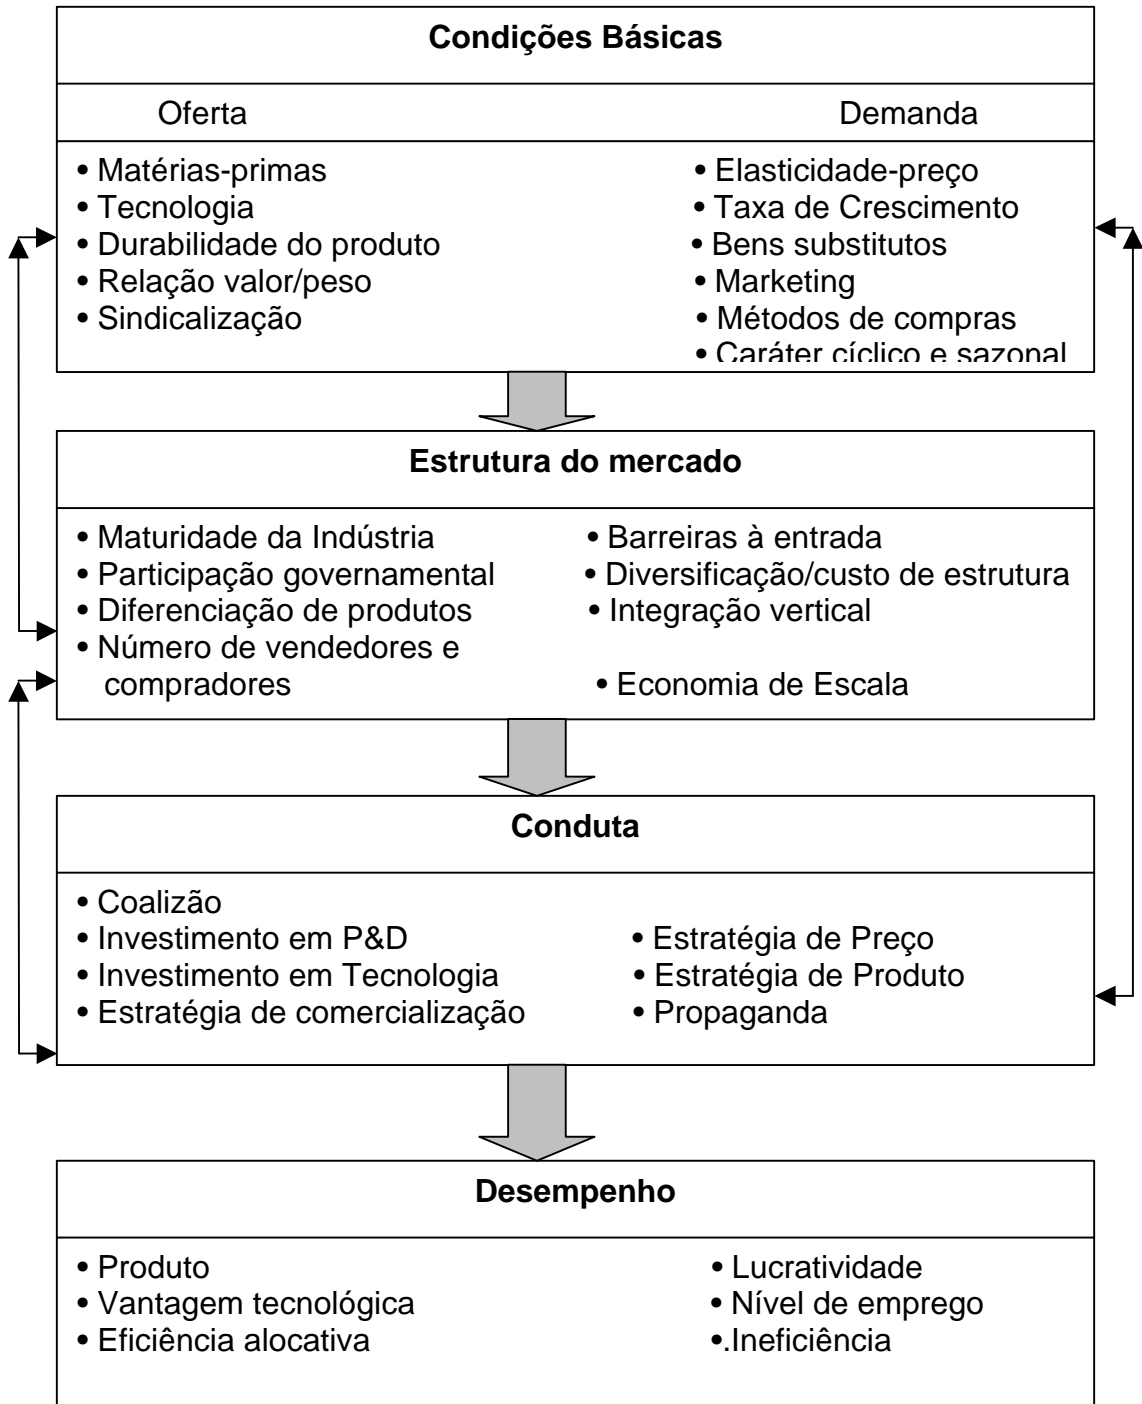 Condições Básicas
Oferta
Demanda
• Matérias-primas
• Tecnologia
• Durabilidade do produto
• Relação valor/peso
• Sindicalização
• Elasticidade-preço
• Taxa de Crescimento
• Bens substitutos
• Marketing
• Métodos de compras
• Caráter cíclico e sazonal
Estrutura do mercado
• Maturidade da Indústria
• Participação governamental
• Diferenciação de produtos
• Número de vendedores e
compradores
• Barreiras à entrada
• Diversificação/custo de estrutura
• Integração vertical
• Economia de Escala
Conduta
• Coalizão
• Investimento em P&D
• Investimento em Tecnologia
• Estratégia de comercialização
• Estratégia de Preço
• Estratégia de Produto
• Propaganda
Desempenho
• Produto
• Vantagem tecnológica
• Eficiência alocativa
• Lucratividade
• Nível de emprego
•.Ineficiência